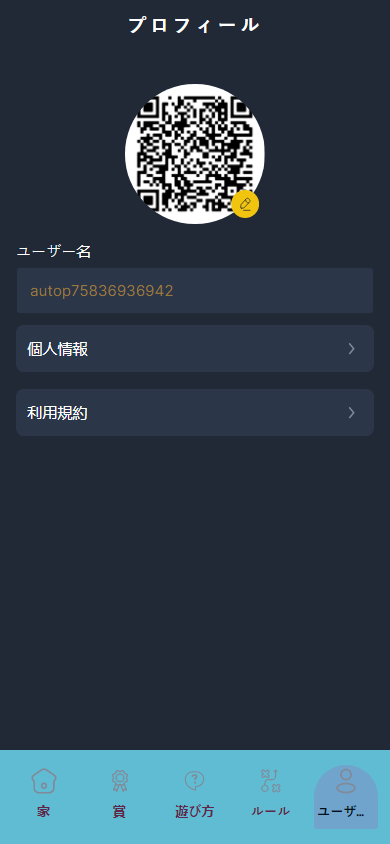 プロフィール
ユーザー名
autop75836936942
個人情報
利用規約
家
賞
遊び方
ルール
ユーザ...